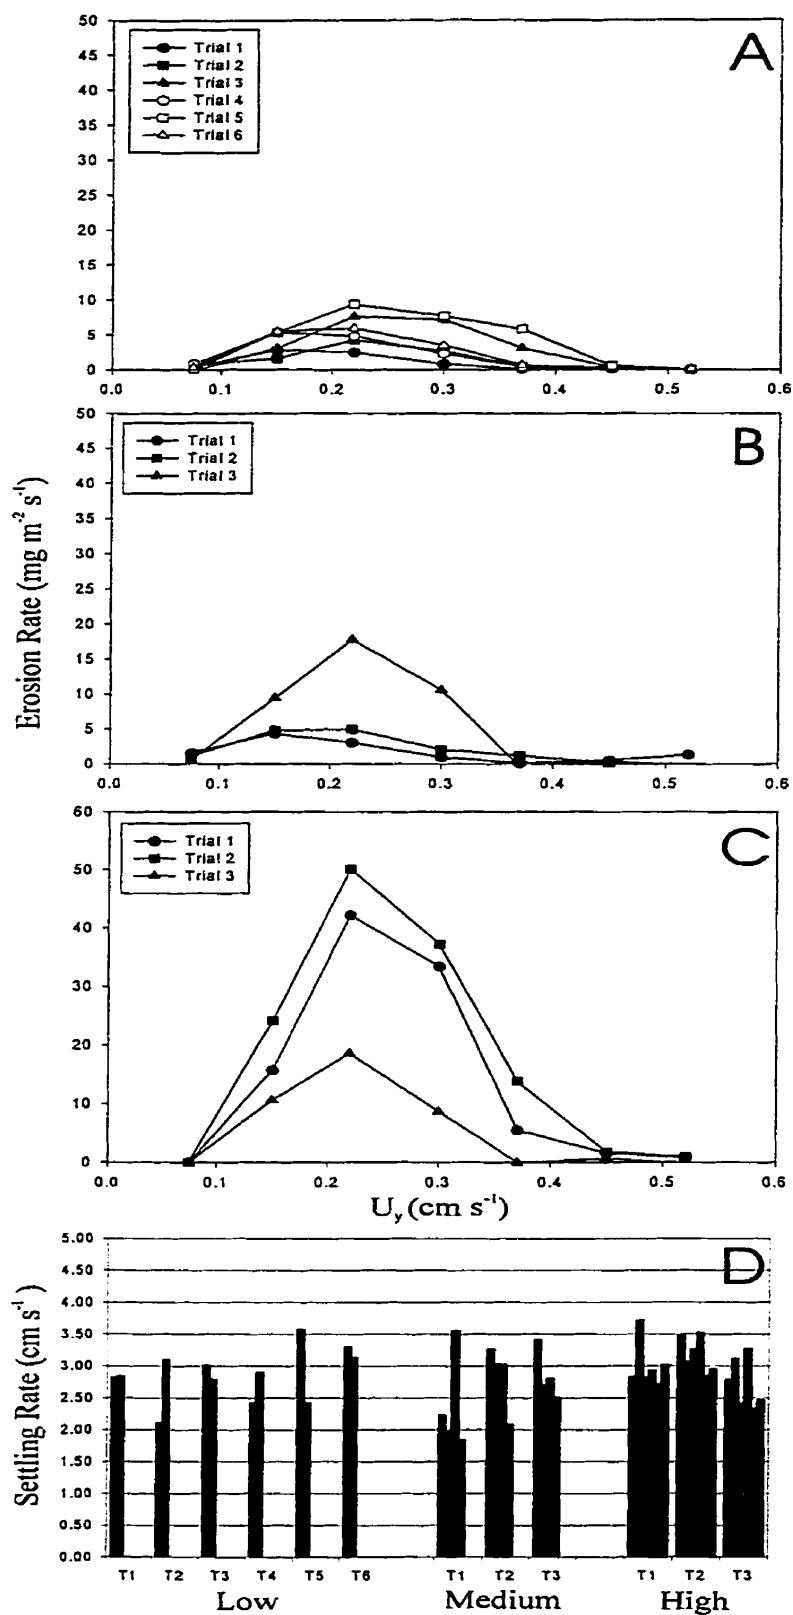 A
Trial 1
Trial 2
Trial 3
Trial 4
Trial 5
Trial 6
50
45
40
35
30
25
20
15
10
5
0
0.0 0.1 0.2 0.3 0.4 0.5 0.6
B
Trial 1
Trial 2
Trial 3
50
45
40
35
30
25
20
15
10
5
0
0.0 0.1 0.2 0.3 0.4 0.5 0.6
Erosion Rate (mg m⁻² s⁻¹)
C
Trial 1
Trial 2
Trial 3
60
50
40
30
20
10
0
0.0 0.1 0.2 0.3 0.4 0.5 0.6
Uy (cm s⁻¹)
D
Settling Rate (cm s⁻¹)
5.00
4.50
4.00
3.50
3.00
2.50
2.00
1.50
1.00
0.50
0.00
T1 T2 T3 T4 T5 T6 T1 T2 T3 T1 T2 T3
Low Medium High